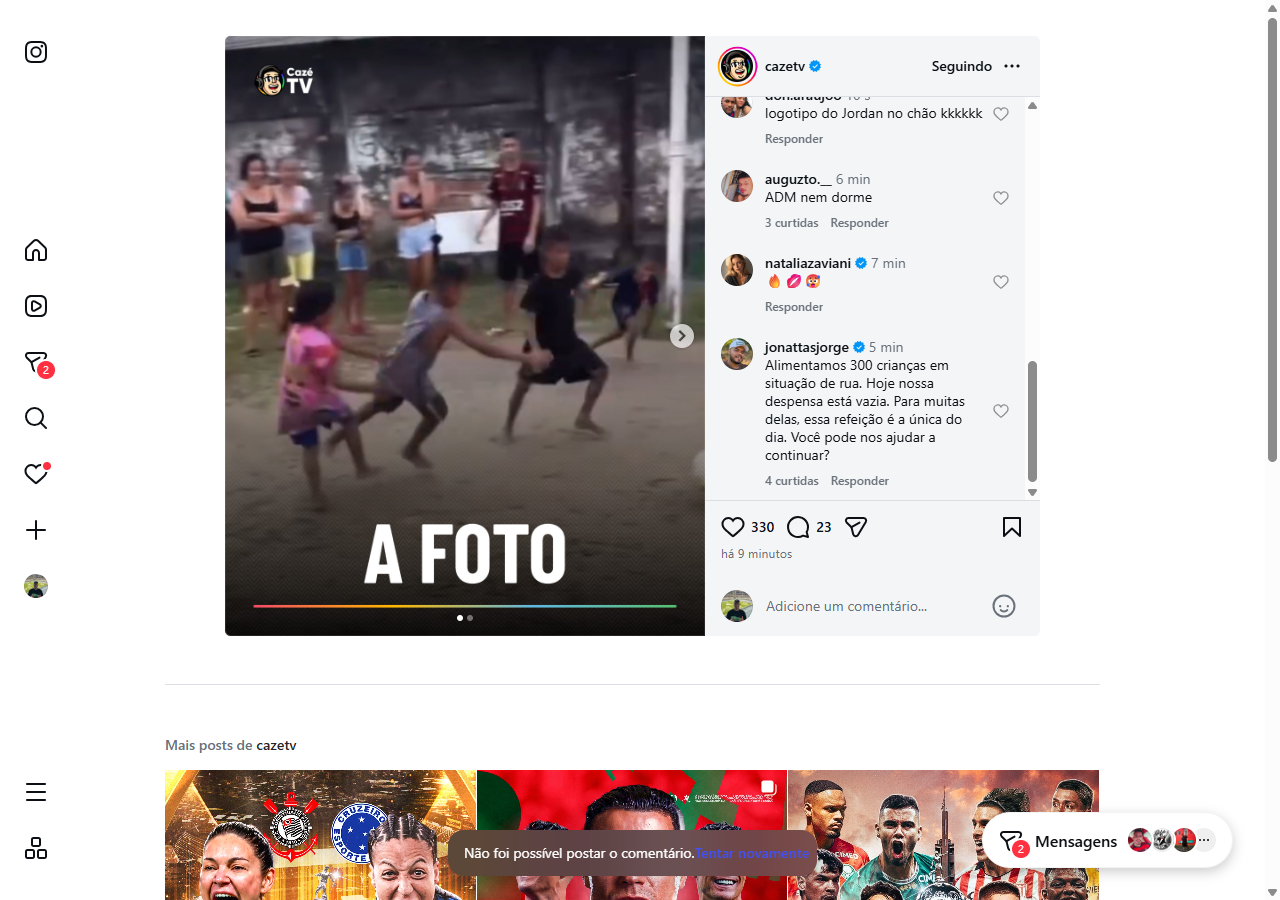 Cazé
TV
A FOTO
cazetv
Seguindo
logotipo do Jordan no chão kkkkkk
Responder
auguzto.__ 6 min
ADM nem dorme
3 curtidas Responder
nataliazaviani 7 min
🔥 💋 🥵
Responder
jonattasjorge 5 min
Alimentamos 300 crianças em
situação de rua. Hoje nossa
despensa está vazia. Para muitas
delas, essa refeição é a única do
dia. Você pode nos ajudar a
continuar?
4 curtidas Responder
330 23
há 9 minutos
Adicione um comentário...
2
Mais posts de cazetv
CRUZEIRO
Não foi possível postar o comentário.Tentar novamente
2
Mensagens